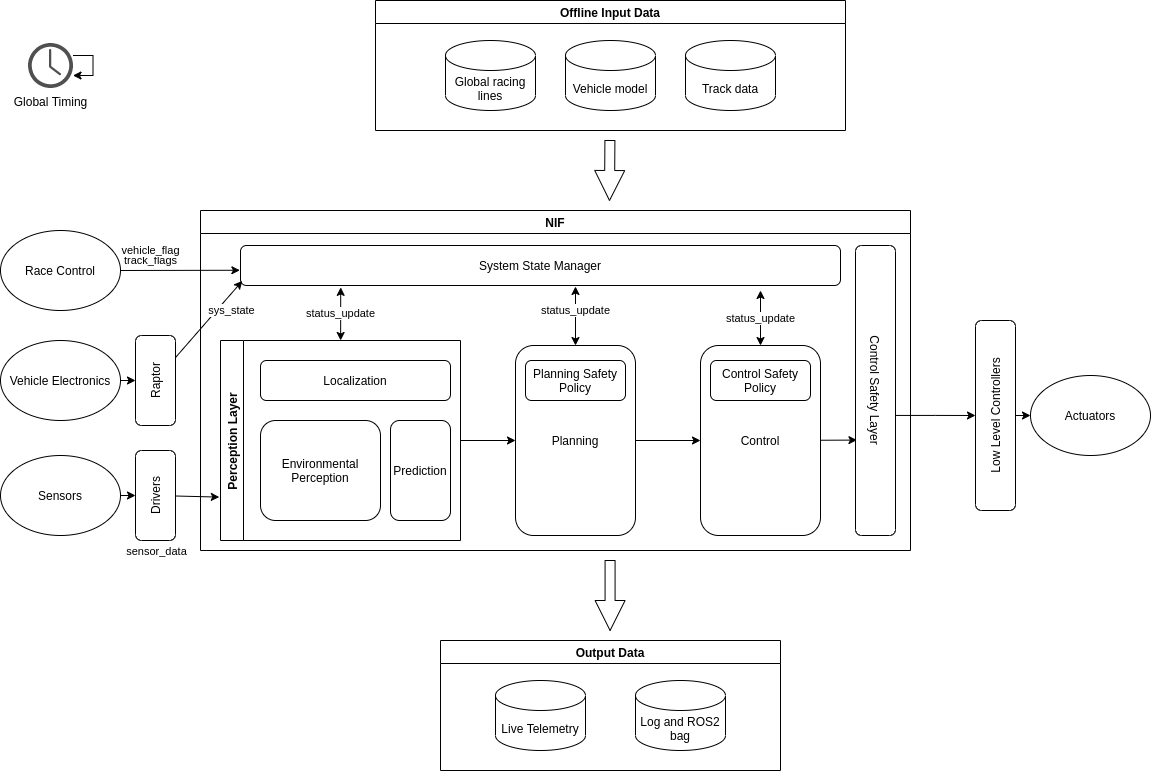 Offline Input Data
Global racing
lines
Vehicle model
Track data
Global Timing
NIF
Race Control
vehicle_flag
track_flags
System State Manager
sys_state
status_update
status_update
status_update
Vehicle Electronics
Raptor
Sensors
Drivers
sensor_data
Perception Layer
Localization
Environmental
Perception
Prediction
Planning Safety
Policy
Planning
Control Safety
Policy
Control
Control Safety Layer
Low Level Controllers
Actuators
Output Data
Live Telemetry
Log and ROS2
bag